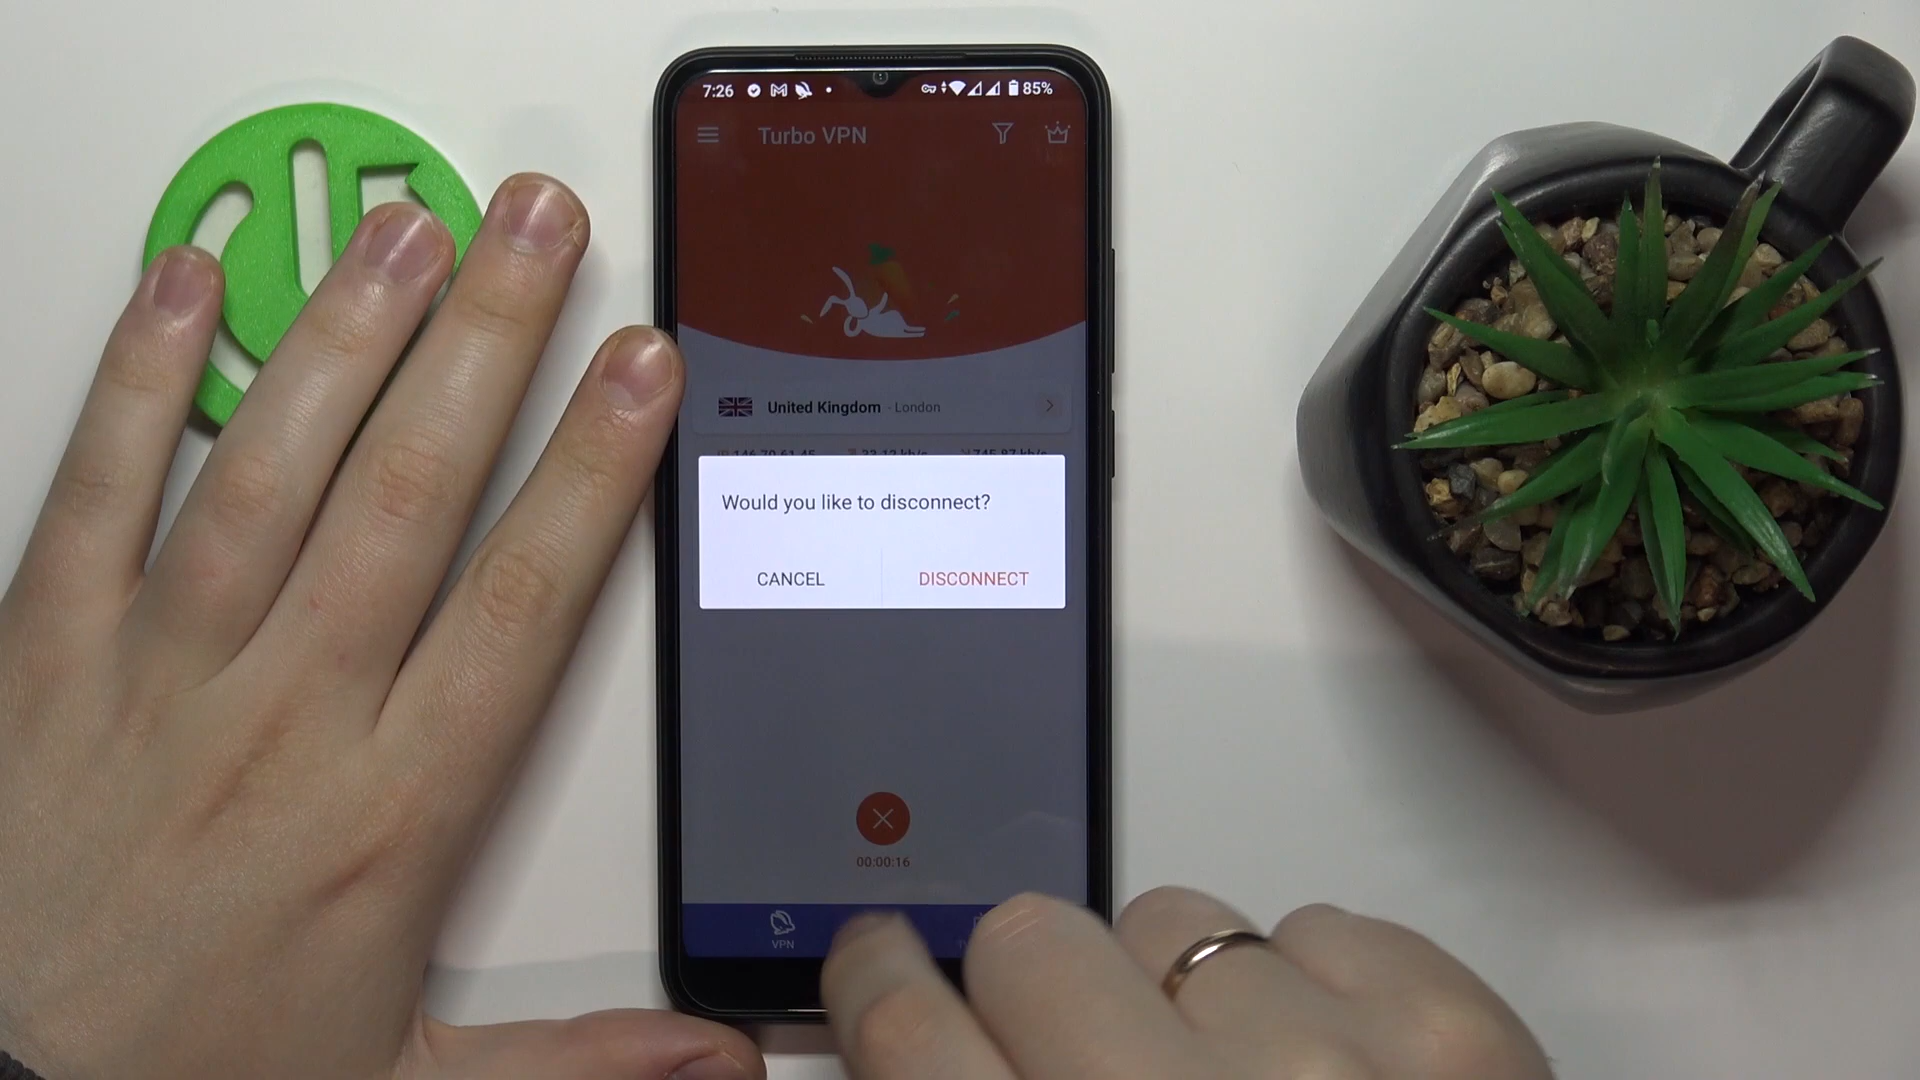 7:26
85%
Turbo VPN
United Kingdom - London
Would you like to disconnect?
CANCEL DISCONNECT
00:00:16
VPN